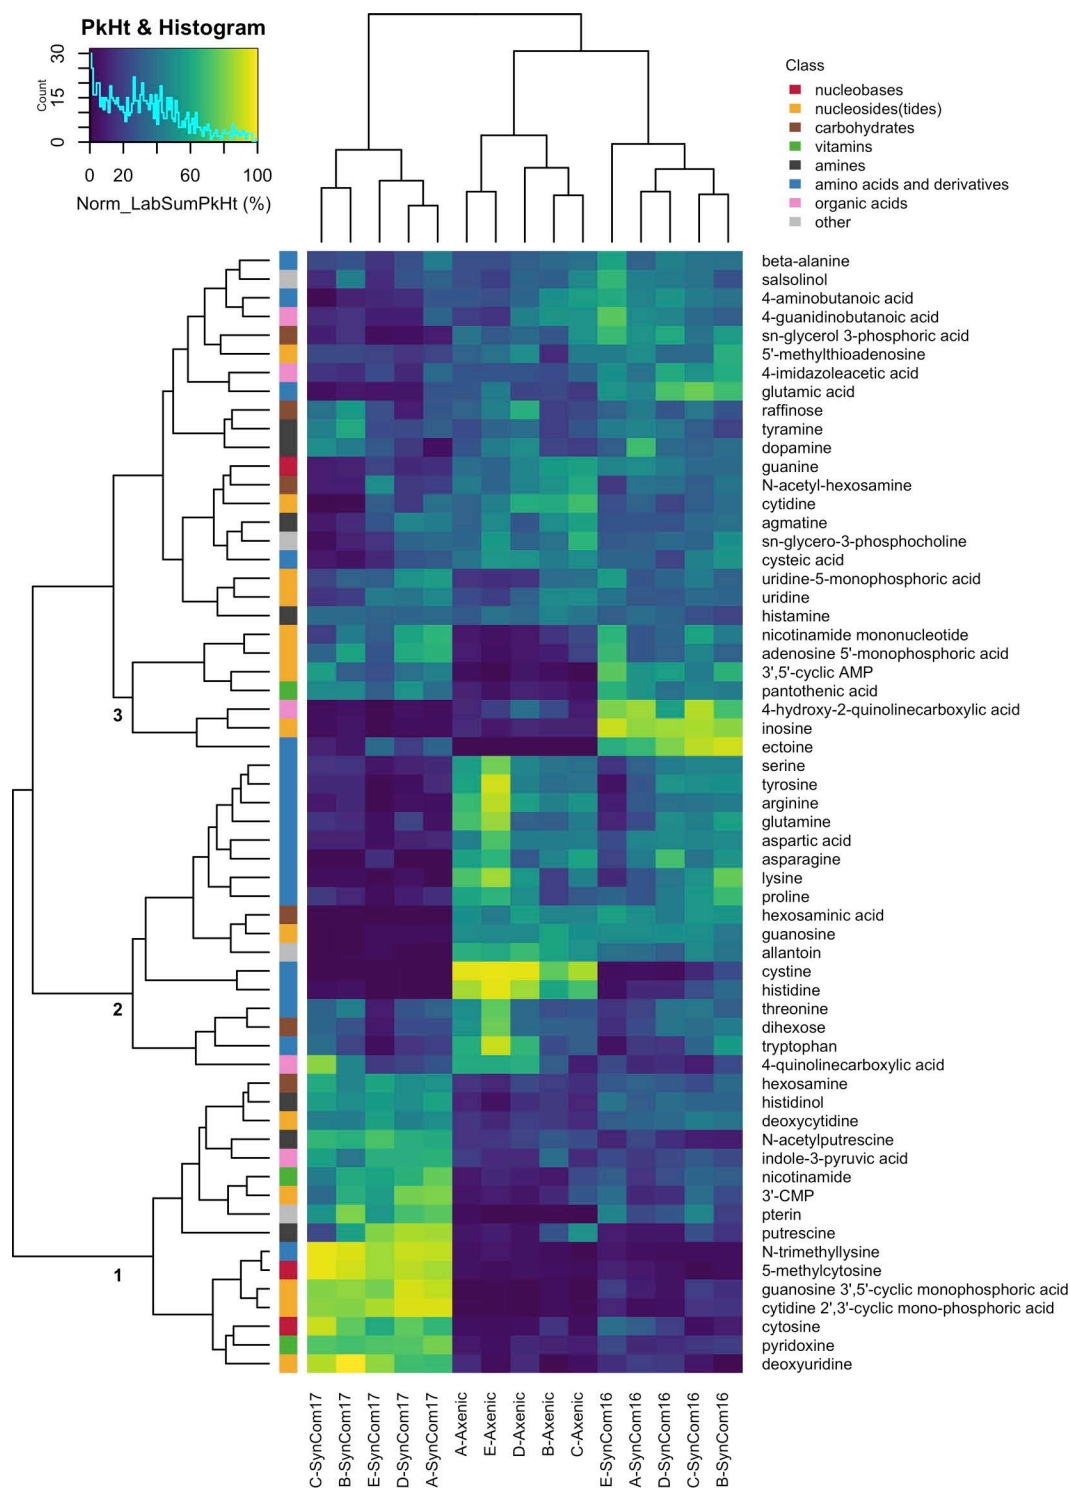 PkHt & Histogram
Count
0 15 30
0 20 60 100
Norm_LabSumPkHt (%)
Class
nucleobases
nucleosides(tides)
carbohydrates
vitamins
amines
amino acids and derivatives
organic acids
other
beta-alanine
salsolinol
4-aminobutanoic acid
4-guanidinobutanoic acid
sn-glycerol 3-phosphoric acid
5'-methylthioadenosine
4-imidazoleacetic acid
glutamic acid
raffinose
tyramine
dopamine
guanine
N-acetyl-hexosamine
cytidine
agmatine
sn-glycero-3-phosphocholine
cysteic acid
uridine-5-monophosphoric acid
uridine
histamine
nicotinamide mononucleotide
adenosine 5'-monophosphoric acid
3',5'-cyclic AMP
pantothenic acid
3
4-hydroxy-2-quinolinecarboxylic acid
inosine
ectoine
serine
tyrosine
arginine
glutamine
aspartic acid
asparagine
lysine
proline
hexosaminic acid
guanosine
allantoin
cystine
histidine
2
threonine
dihexose
tryptophan
4-quinolinecarboxylic acid
hexosamine
histidinol
deoxycytidine
N-acetylputrescine
indole-3-pyruvic acid
nicotinamide
3'-CMP
pterin
putrescine
N-trimethyllysine
1
5-methylcytosine
guanosine 3',5'-cyclic monophosphoric acid
cytidine 2',3'-cyclic mono-phosphoric acid
cytosine
pyridoxine
deoxyuridine
C-SynCom17
B-SynCom17
E-SynCom17
D-SynCom17
A-SynCom17
A-Axenic
E-Axenic
D-Axenic
B-Axenic
C-Axenic
E-SynCom16
A-SynCom16
D-SynCom16
C-SynCom16
B-SynCom16